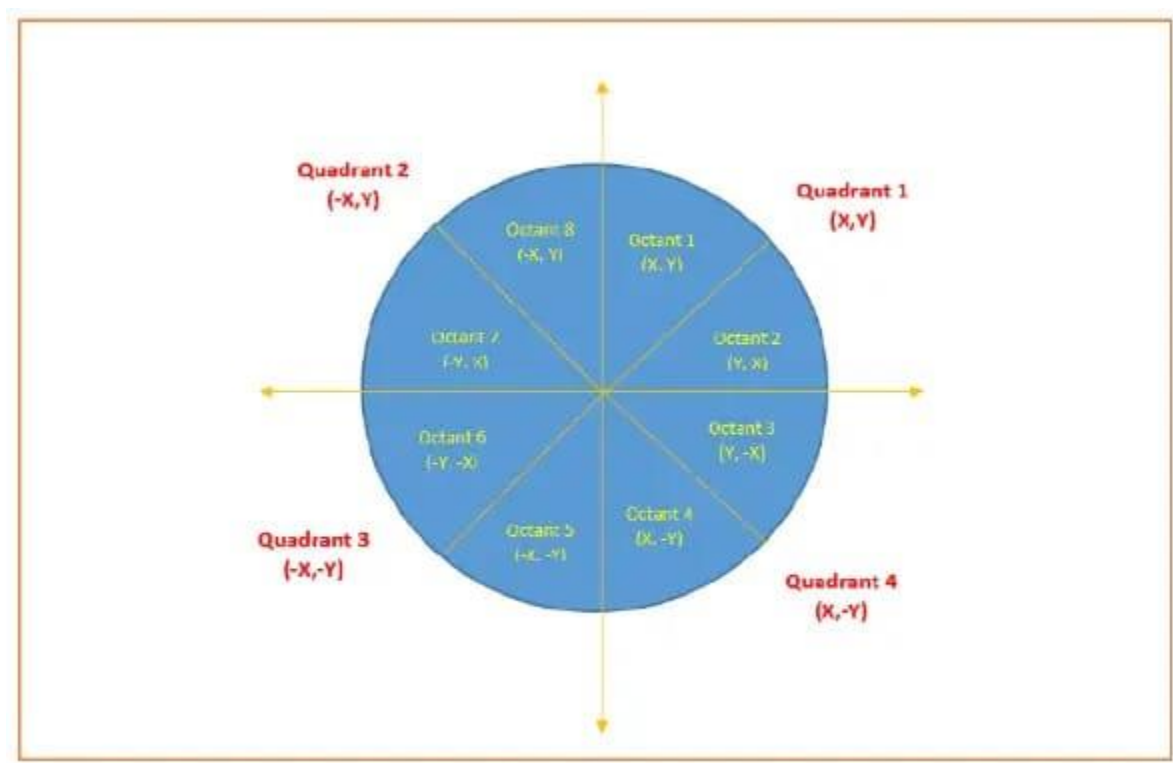 Quadrant 2
(-X,Y)
Quadrant 1
(X,Y)
Octant 8
(-X, Y)
Octant 1
(X, Y)
Octant 7
(-Y, X)
Octant 2
(Y, X)
Octant 6
(-Y, -X)
Octant 3
(Y, -X)
Octant 5
(-X, -Y)
Octant 4
(X, -Y)
Quadrant 3
(-X,-Y)
Quadrant 4
(X,-Y)